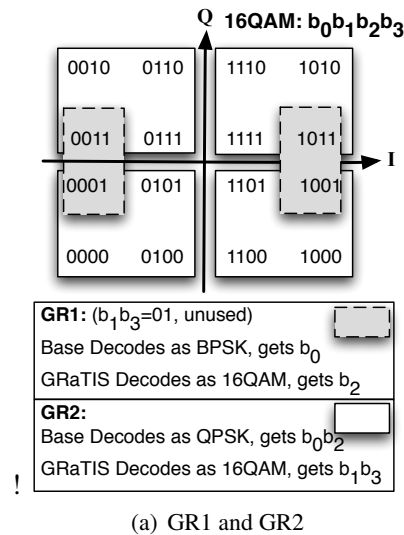 Q 16QAM: b0b1b2b3
0010 0110 1110 1010
0011 0111 1111 1011
I
0001 0101 1101 1001
0000 0100 1100 1000
GR1: (b1b3=01, unused)
Base Decodes as BPSK, gets b0
GRaTIS Decodes as 16QAM, gets b2
GR2:
Base Decodes as QPSK, gets b0b2
GRaTIS Decodes as 16QAM, gets b1b3
!
(a) GR1 and GR2